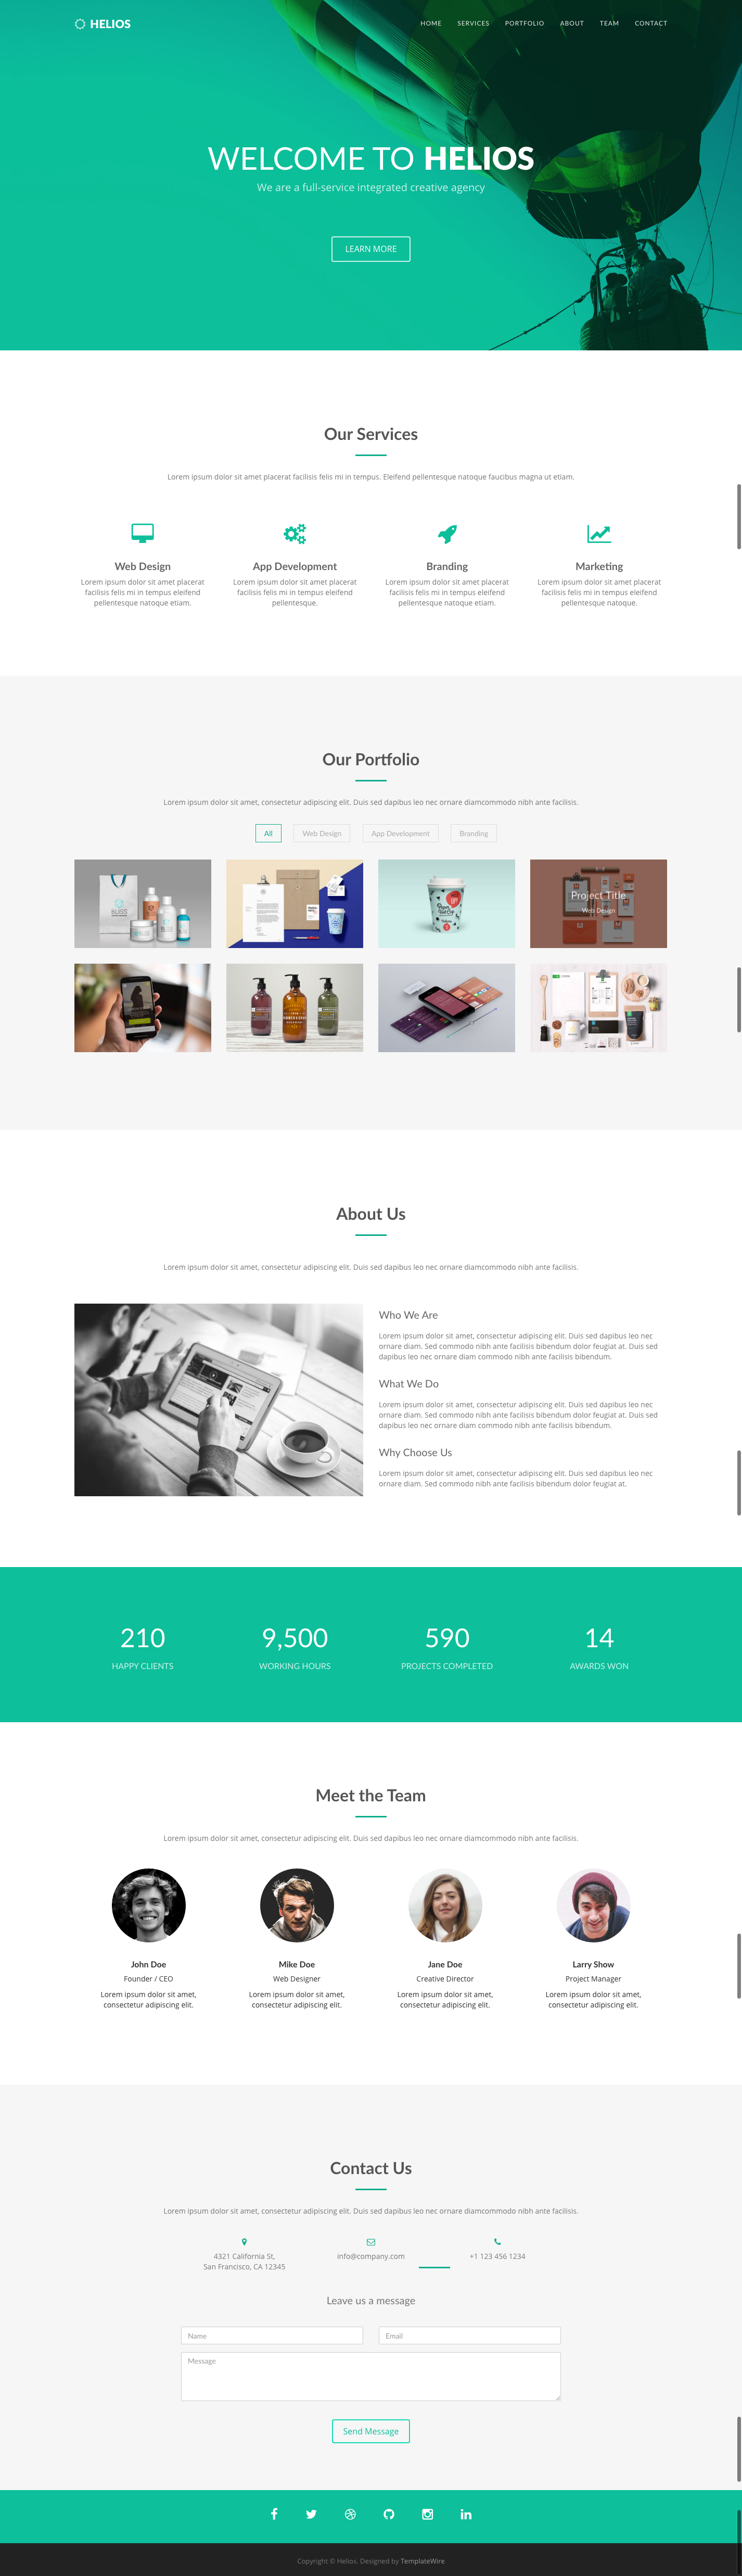 HELIOS
HOME SERVICES PORTFOLIO ABOUT TEAM CONTACT
WELCOME TO HELIOS
We are a full-service integrated creative agency
LEARN MORE
Our Services
Lorem ipsum dolor sit amet placerat facilisis felis mi in tempus. Eleifend pellentesque natoque faucibus magna ut etiam.
Web Design
Lorem ipsum dolor sit amet placerat
facilisis felis mi in tempus eleifend
pellentesque natoque etiam.
App Development
Lorem ipsum dolor sit amet placerat
facilisis felis mi in tempus eleifend
pellentesque.
Branding
Lorem ipsum dolor sit amet placerat
facilisis felis mi in tempus eleifend
pellentesque natoque etiam.
Marketing
Lorem ipsum dolor sit amet placerat
facilisis felis mi in tempus eleifend
pellentesque natoque.
Our Portfolio
Lorem ipsum dolor sit amet, consectetur adipiscing elit. Duis sed dapibus leo nec ornare diamcommodo nibh ante facilisis.
All Web Design App Development Branding
BLISS
Project Title
Web Design
About Us
Lorem ipsum dolor sit amet, consectetur adipiscing elit. Duis sed dapibus leo nec ornare diamcommodo nibh ante facilisis.
Who We Are
Lorem ipsum dolor sit amet, consectetur adipiscing elit. Duis sed dapibus leo nec
ornare diam. Sed commodo nibh ante facilisis bibendum dolor feugiat at. Duis sed
dapibus leo nec ornare diam commodo nibh ante facilisis bibendum.
What We Do
Lorem ipsum dolor sit amet, consectetur adipiscing elit. Duis sed dapibus leo nec
ornare diam. Sed commodo nibh ante facilisis bibendum dolor feugiat at. Duis sed
dapibus leo nec ornare diam commodo nibh ante facilisis bibendum.
Why Choose Us
Lorem ipsum dolor sit amet, consectetur adipiscing elit. Duis sed dapibus leo nec
ornare diam. Sed commodo nibh ante facilisis bibendum dolor feugiat at.
210
HAPPY CLIENTS
9,500
WORKING HOURS
590
PROJECTS COMPLETED
14
AWARDS WON
Meet the Team
Lorem ipsum dolor sit amet, consectetur adipiscing elit. Duis sed dapibus leo nec ornare diamcommodo nibh ante facilisis.
John Doe
Founder / CEO
Lorem ipsum dolor sit amet,
consectetur adipiscing elit.
Mike Doe
Web Designer
Lorem ipsum dolor sit amet,
consectetur adipiscing elit.
Jane Doe
Creative Director
Lorem ipsum dolor sit amet,
consectetur adipiscing elit.
Larry Show
Project Manager
Lorem ipsum dolor sit amet,
consectetur adipiscing elit.
Contact Us
Lorem ipsum dolor sit amet, consectetur adipiscing elit. Duis sed dapibus leo nec ornare diamcommodo nibh ante facilisis.
4321 California St,
San Francisco, CA 12345
info@company.com
+1 123 456 1234
Leave us a message
Name
Email
Message
Send Message
Copyright © Helios. Designed by TemplateWire